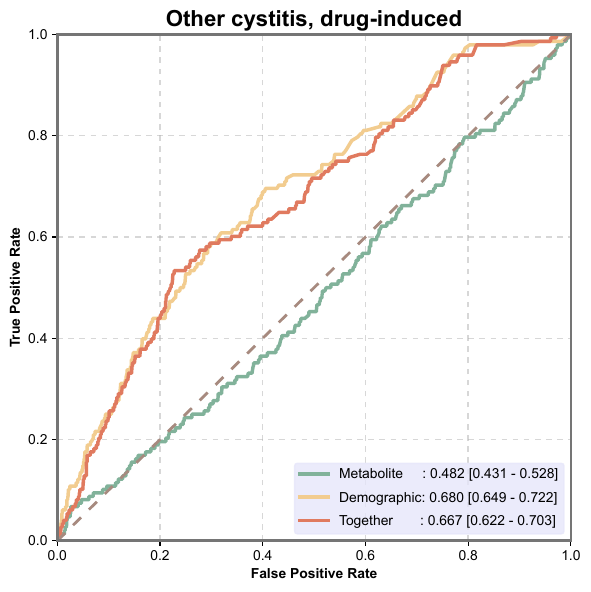 Other cystitis, drug-induced
True Positive Rate
1.0
0.8
0.6
0.4
0.2
0.0
Metabolite : 0.482 [0.431 - 0.528]
Demographic: 0.680 [0.649 - 0.722]
Together : 0.667 [0.622 - 0.703]
0.0 0.2 0.4 0.6 0.8 1.0
False Positive Rate